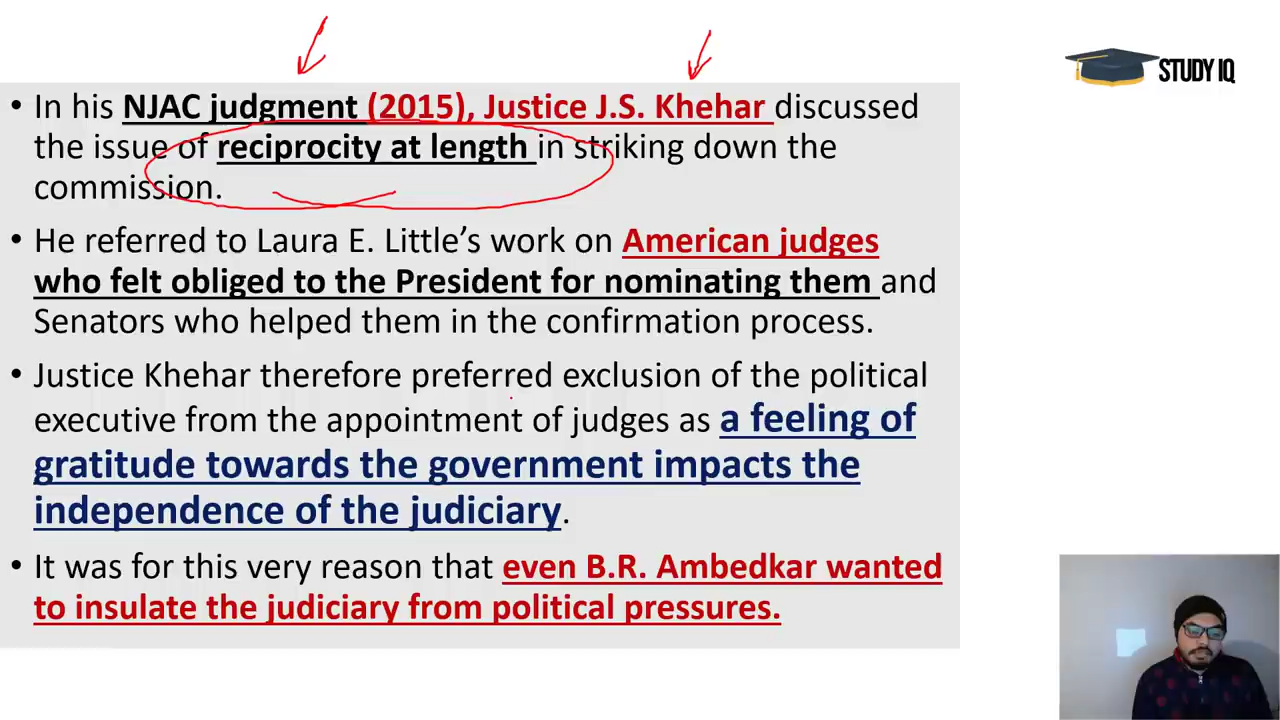 STUDY IQ
• In his NJAC judgment (2015), Justice J.S. Khehar discussed
the issue of reciprocity at length in striking down the
commission.
• He referred to Laura E. Little’s work on American judges
who felt obliged to the President for nominating them and
Senators who helped them in the confirmation process.
• Justice Khehar therefore preferred exclusion of the political
executive from the appointment of judges as a feeling of
gratitude towards the government impacts the
independence of the judiciary.
• It was for this very reason that even B.R. Ambedkar wanted
to insulate the judiciary from political pressures.